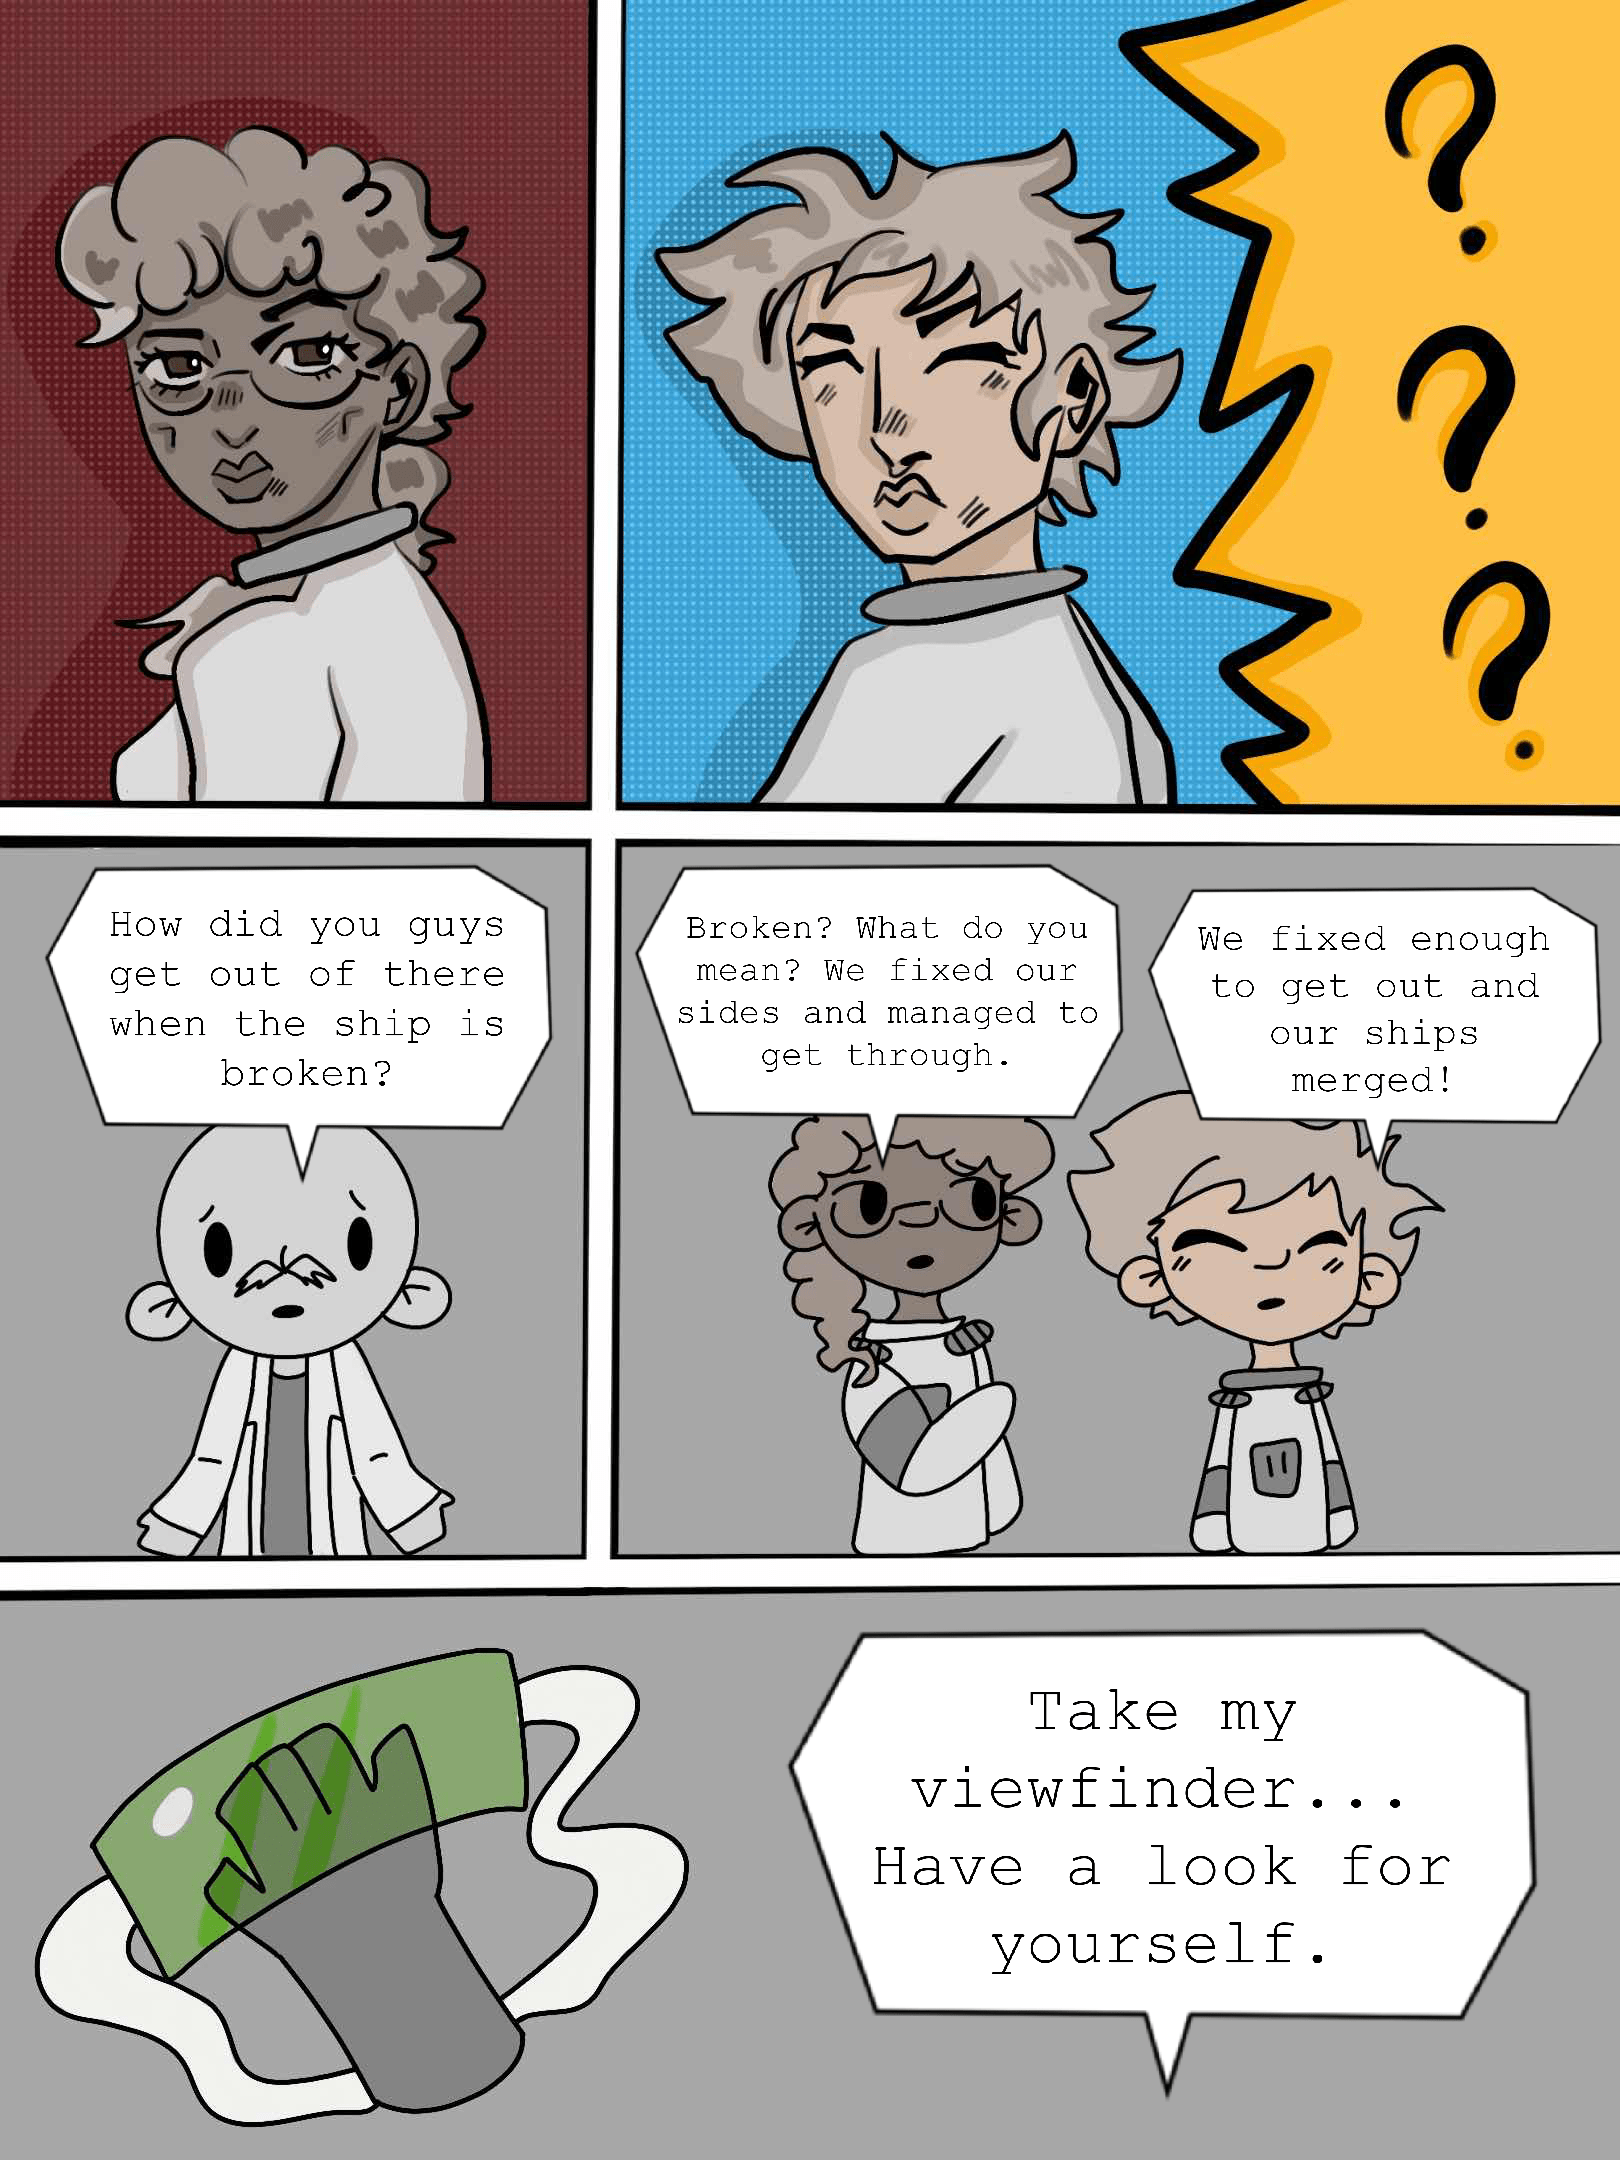 ?
?
?
How did you guys
get out of there
when the ship is
broken?
Broken? What do you
mean? We fixed our
sides and managed to
get through.
We fixed enough
to get out and
our ships
merged!
Take my
viewfinder...
Have a look for
yourself.